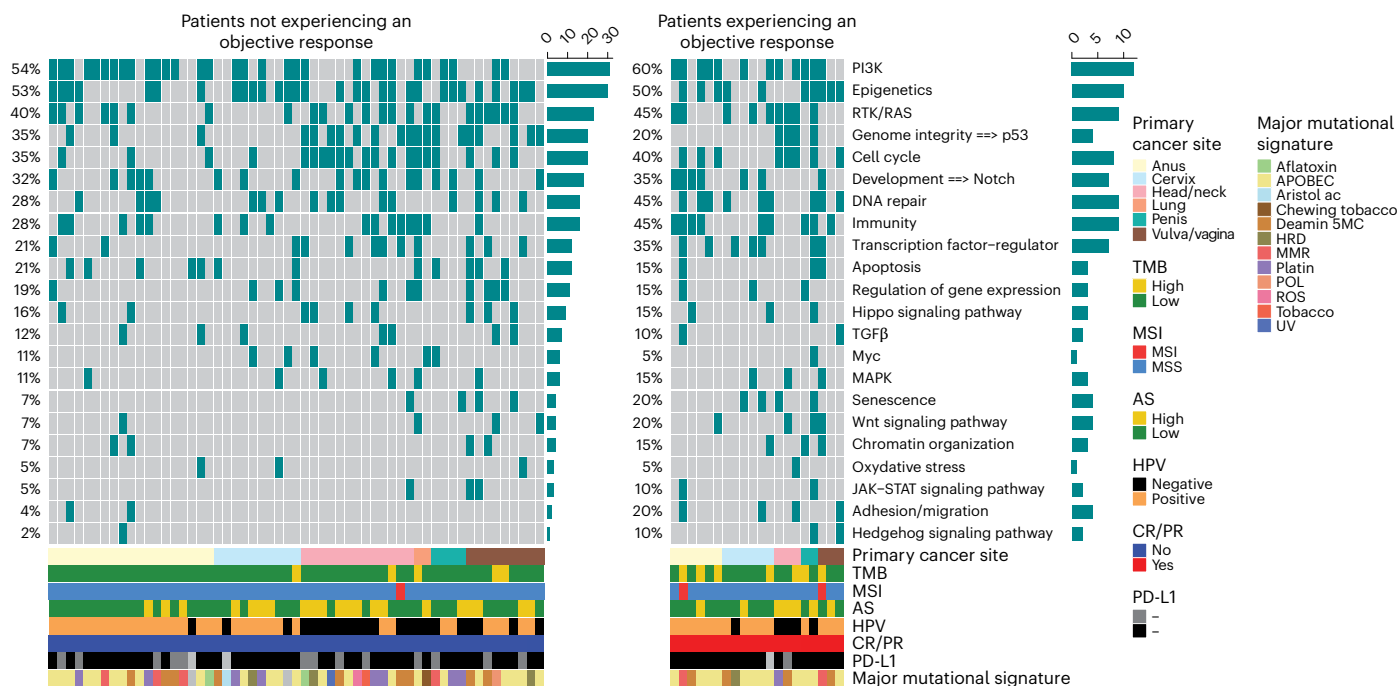 Patients not experiencing an
objective response
Patients experiencing an
objective response
0 10 20 30
0 5 10
54% 60% PI3K
53% 50% Epigenetics
40% 45% RTK/RAS
35% 20% Genome integrity ==> p53
35% 40% Cell cycle
32% 35% Development ==> Notch
28% 45% DNA repair
28% 45% Immunity
21% 35% Transcription factor–regulator
21% 15% Apoptosis
19% 15% Regulation of gene expression
16% 15% Hippo signaling pathway
12% 10% TGFβ
11% 5% Myc
11% 15% MAPK
7% 20% Senescence
7% 20% Wnt signaling pathway
7% 15% Chromatin organization
5% 5% Oxydative stress
5% 10% JAK–STAT signaling pathway
4% 20% Adhesion/migration
2% 10% Hedgehog signaling pathway
Primary cancer site
TMB
MSI
AS
HPV
CR/PR
PD-L1
Major mutational signature
Primary
cancer site
Anus
Cervix
Head/neck
Lung
Penis
Vulva/vagina
TMB
High
Low
MSI
MSI
MSS
AS
High
Low
HPV
Negative
Positive
CR/PR
No
Yes
PD-L1
–
–
Major mutational
signature
Aflatoxin
APOBEC
Aristol ac
Chewing tobacco
Deamin 5MC
HRD
MMR
Platin
POL
ROS
Tobacco
UV